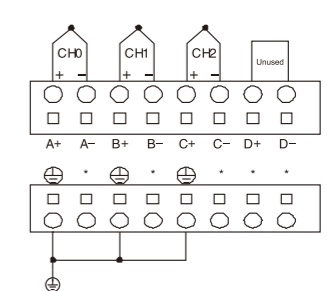 CH0 CH1 CH2 Unused
+ − + − + −
A+ A− B+ B− C+ C− D+ D−
* * * * *